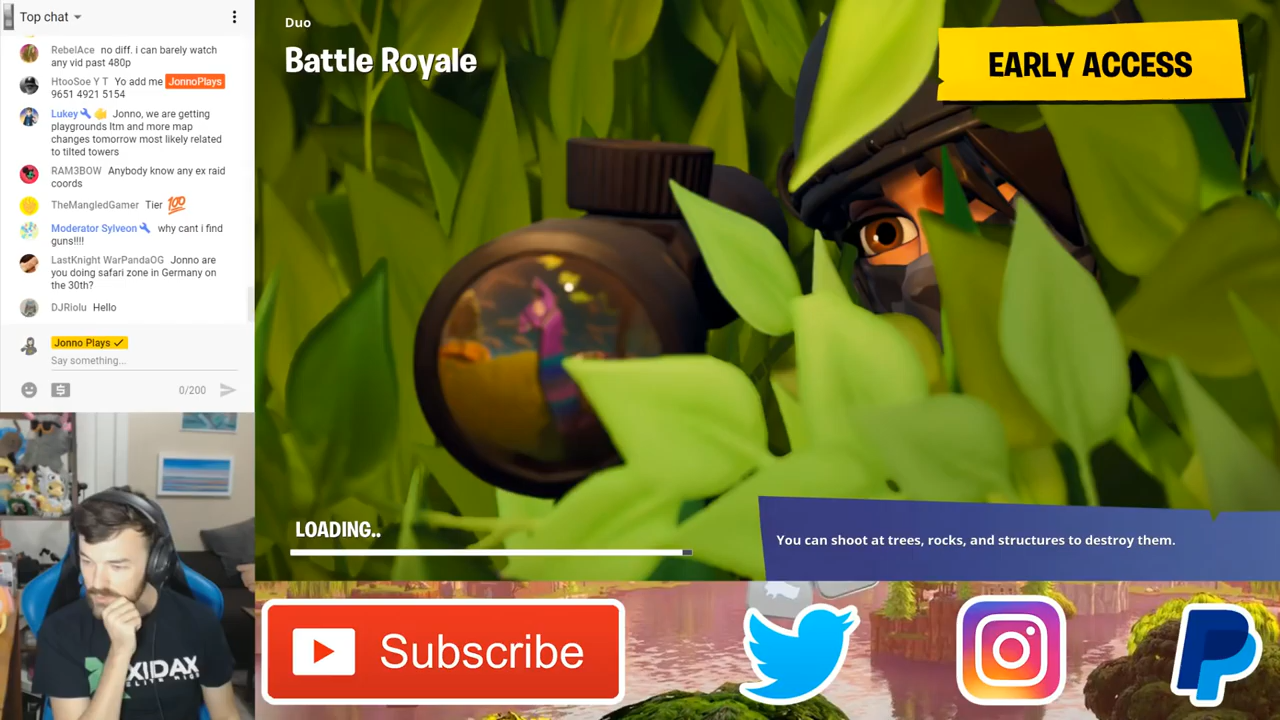 Top chat
RebelAce no diff. i can barely watch
any vid past 480p
HtooSoe Y T Yo add me JonnoPlays
9651 4921 5154
Lukey Jonno, we are getting
playgrounds ltm and more map
changes tomorrow most likely related
to tilted towers
RAM3BOW Anybody know any ex raid
coords
TheMangledGamer Tier 100
Moderator Sylveon why cant i find
guns!!!!
LastKnight WarPandaOG Jonno are
you doing safari zone in Germany on
the 30th?
DJRiolu Hello
Jonno Plays
Say something...
0/200
Duo
Battle Royale
EARLY ACCESS
LOADING..
You can shoot at trees, rocks, and structures to destroy them.
XIDAX
Subscribe